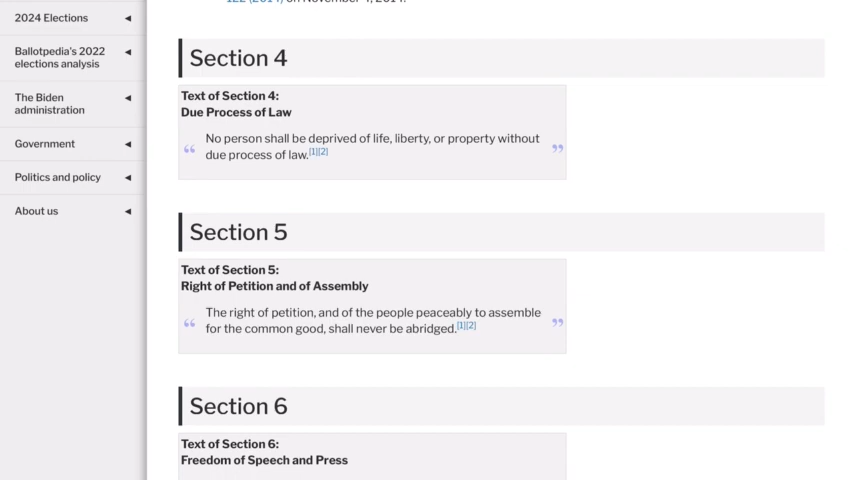 2024 Elections ◄
Ballotpedia's 2022 ◄
elections analysis
The Biden ◄
administration
Government ◄
Politics and policy ◄
About us ◄
Section 4
Text of Section 4:
Due Process of Law
“ No person shall be deprived of life, liberty, or property without
due process of law.[1][2] ”
Section 5
Text of Section 5:
Right of Petition and of Assembly
“ The right of petition, and of the people peaceably to assemble
for the common good, shall never be abridged.[1][2] ”
Section 6
Text of Section 6:
Freedom of Speech and Press